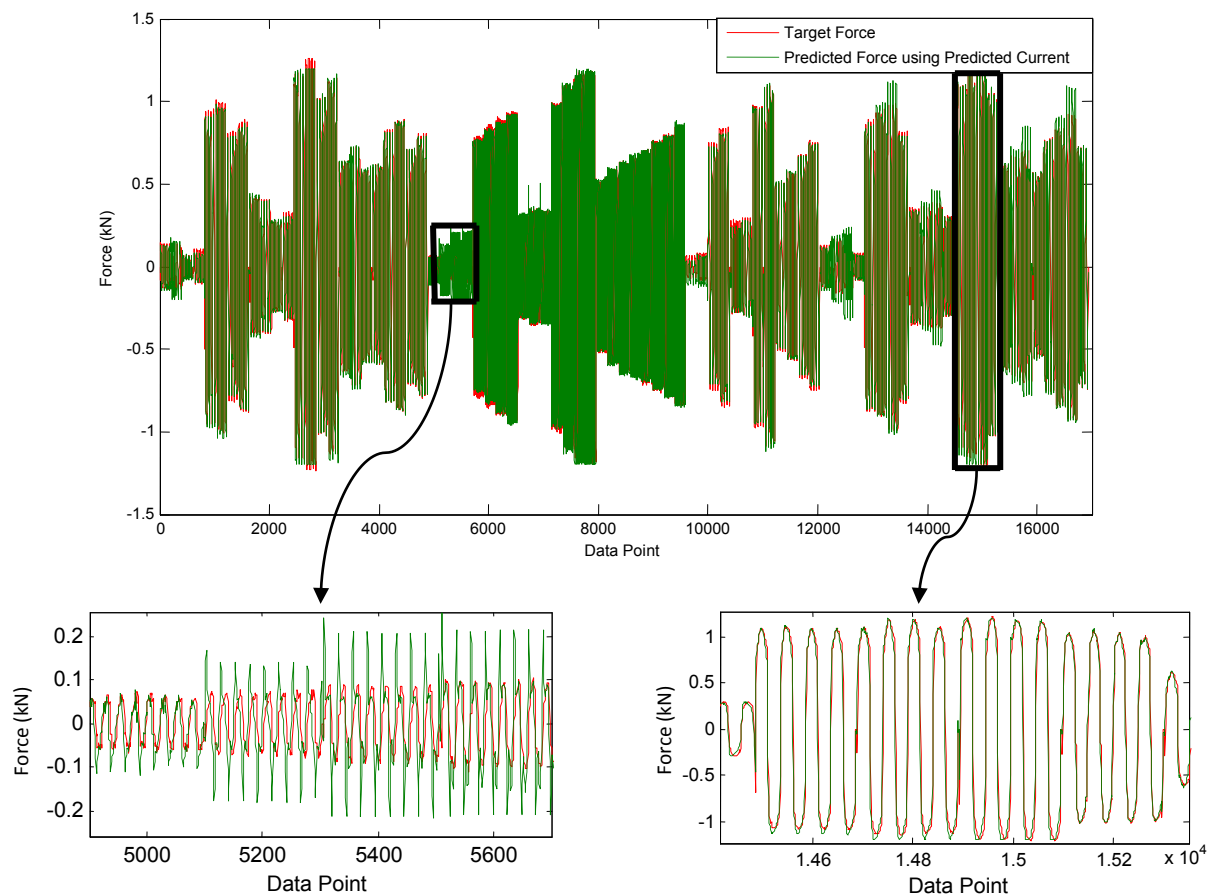 1.5
1
0.5
0
-0.5
-1
-1.5
Force (kN)
Target Force
Predicted Force using Predicted Current
0 2000 4000 6000 8000 10000 12000 14000 16000
Data Point
0.2
0.1
0
-0.1
-0.2
Force (kN)
5000 5200 5400 5600
Data Point
1
0.5
0
-0.5
-1
Force (kN)
1.46 1.48 1.5 1.52 x 10⁴
Data Point